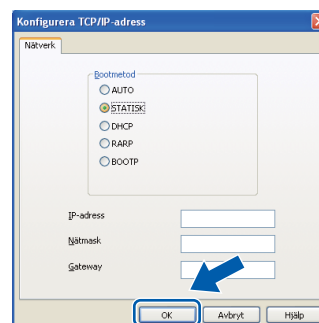 Konfigurera TCP/IP-adress
Nätverk
Bootmetod
AUTO
STATISK
DHCP
RARP
BOOTP
IP-adress
Nätmask
Gateway
OK Avbryt Hjälp